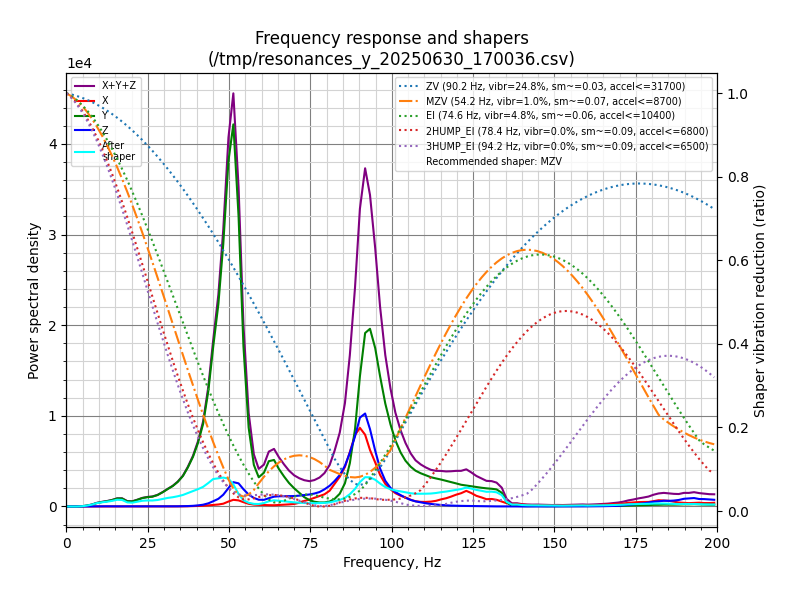 Frequency response and shapers
(/tmp/resonances_y_20250630_170036.csv)
1e4
X+Y+Z
X
Y
Z
After
shaper
ZV (90.2 Hz, vibr=24.8%, sm~=0.03, accel<=31700)
MZV (54.2 Hz, vibr=1.0%, sm~=0.07, accel<=8700)
EI (74.6 Hz, vibr=4.8%, sm~=0.06, accel<=10400)
2HUMP_EI (78.4 Hz, vibr=0.0%, sm~=0.09, accel<=6800)
3HUMP_EI (94.2 Hz, vibr=0.0%, sm~=0.09, accel<=6500)
Recommended shaper: MZV
4
3
2
1
0
Power spectral density
1.0
0.8
0.6
0.4
0.2
0.0
Shaper vibration reduction (ratio)
0 25 50 75 100 125 150 175 200
Frequency, Hz